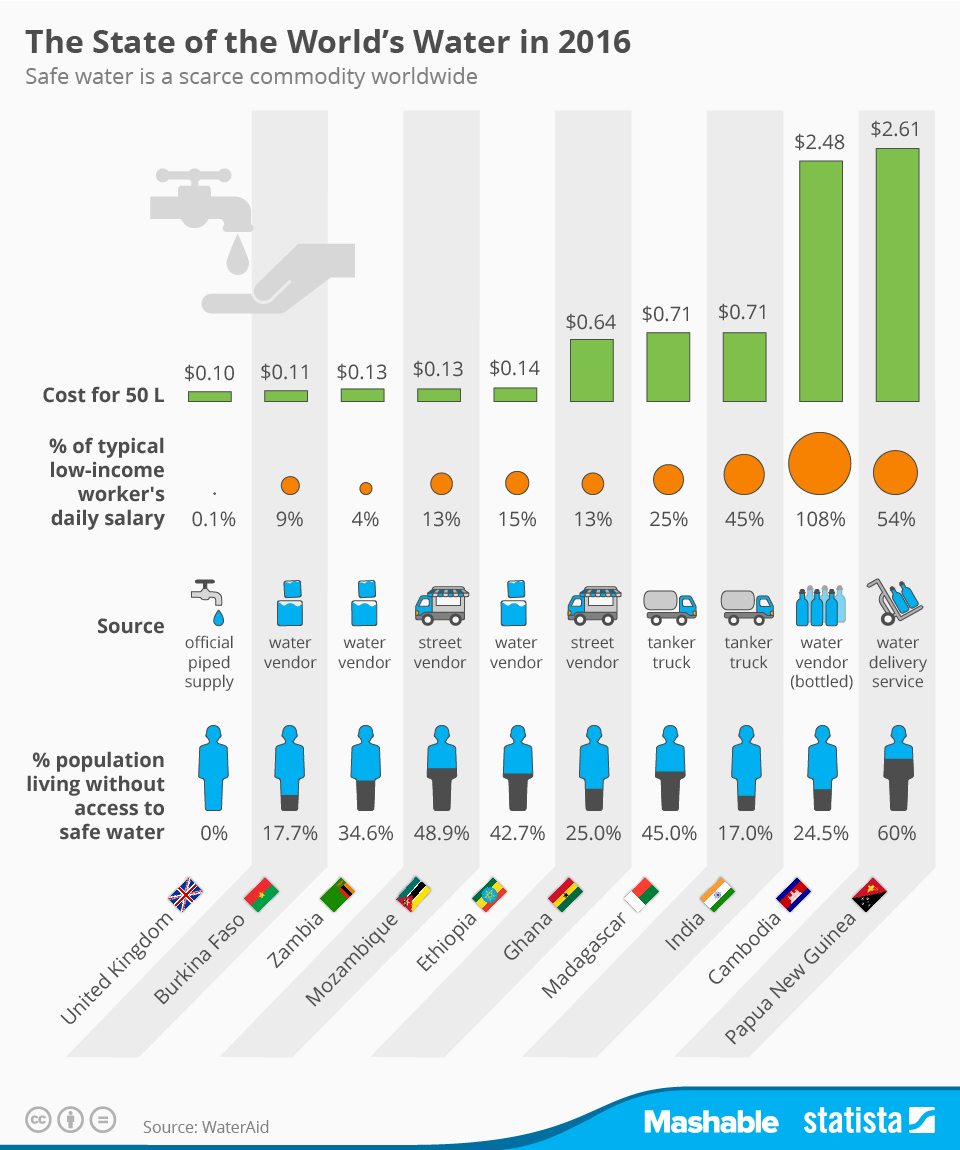 The State of the World's Water in 2016
Safe water is a scarce commodity worldwide
$0.10
$0.11
$0.13
$0.13
$0.14
$0.64
$0.71
$0.71
$2.48
$2.61
Cost for 50 L
% of typical
low-income
worker's
daily salary
0.1%
9%
4%
13%
15%
13%
25%
45%
108%
54%
Source
official
piped
supply
water
vendor
water
vendor
street
vendor
water
vendor
street
vendor
tanker
truck
tanker
truck
water
vendor
(bottled)
water
delivery
service
% population
living without
access to
safe water
0%
17.7%
34.6%
48.9%
42.7%
25.0%
45.0%
17.0%
24.5%
60%
United Kingdom
Burkina Faso
Zambia
Mozambique
Ethiopia
Ghana
Madagascar
India
Cambodia
Papua New Guinea
cc
Source: WaterAid
Mashable
statista